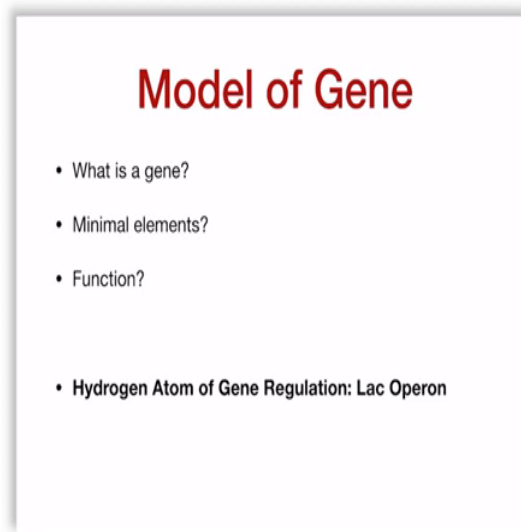 Model of Gene
• What is a gene?
• Minimal elements?
• Function?
• Hydrogen Atom of Gene Regulation: Lac Operon